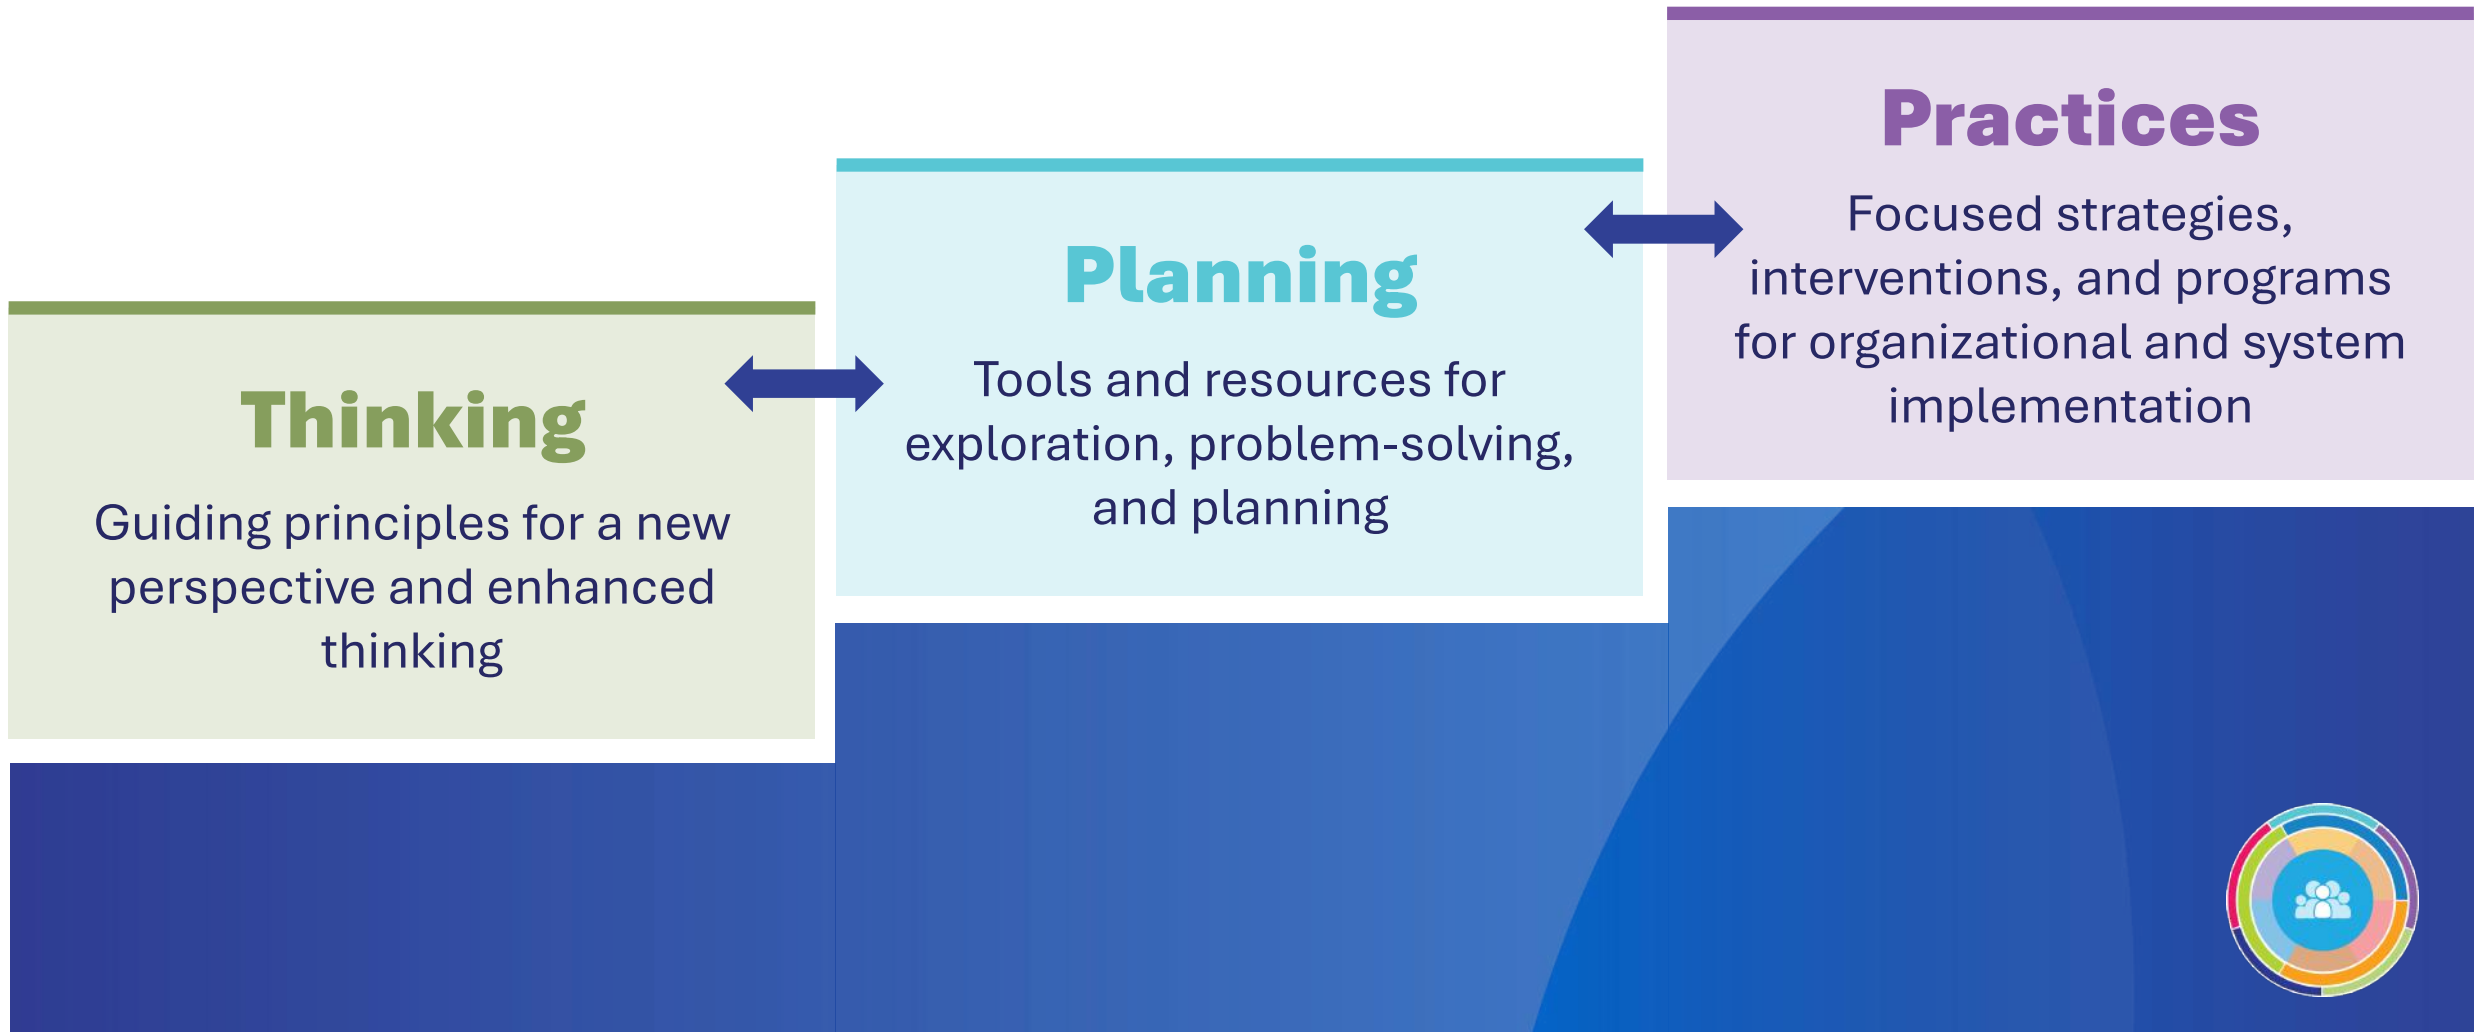 Thinking
Guiding principles for a new
perspective and enhanced
thinking
Planning
Tools and resources for
exploration, problem-solving,
and planning
Practices
Focused strategies,
interventions, and programs
for organizational and system
implementation